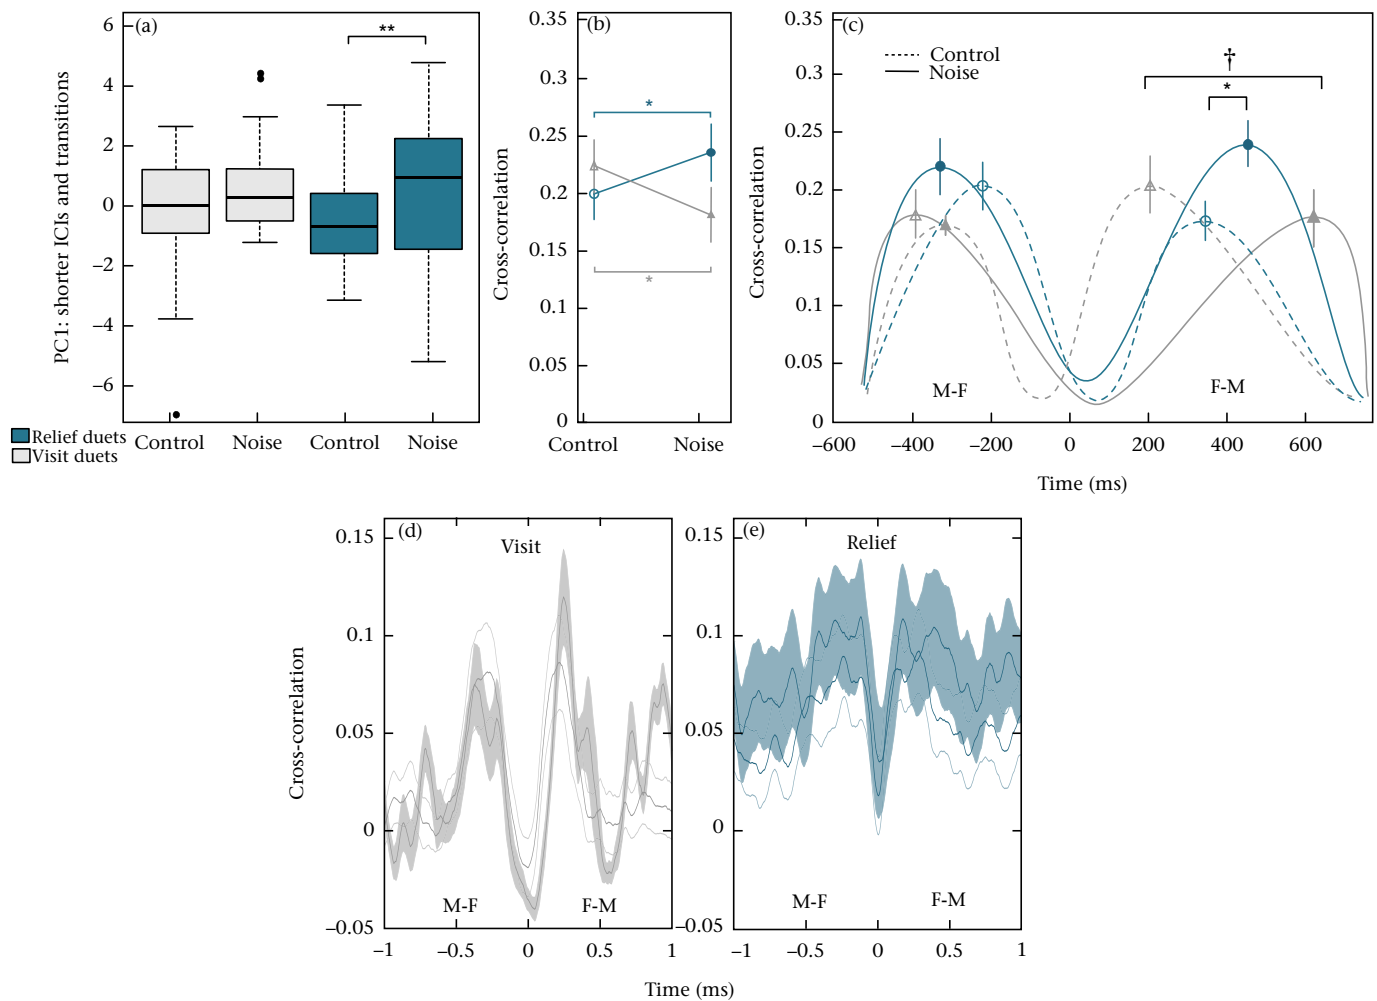 (a)
**
PC1: shorter ICIs and transitions
6
4
2
0
−2
−4
−6
Control
Noise
Control
Noise
Relief duets
Visit duets
(b)
*
*
Cross-correlation
0.35
0.3
0.25
0.2
0.15
0.1
0.05
0
Control
Noise
(c)
Control
Noise
†
*
Cross-correlation
0.35
0.3
0.25
0.2
0.15
0.1
0.05
0
M-F
F-M
−600
−400
−200
0
200
400
600
Time (ms)
(d)
Visit
Cross-correlation
0.15
0.1
0.05
0
−0.05
M-F
F-M
−1
−0.5
0
0.5
1
(e)
Relief
0.15
0.1
0.05
0
−0.05
M-F
F-M
−1
−0.5
0
0.5
1
Time (ms)